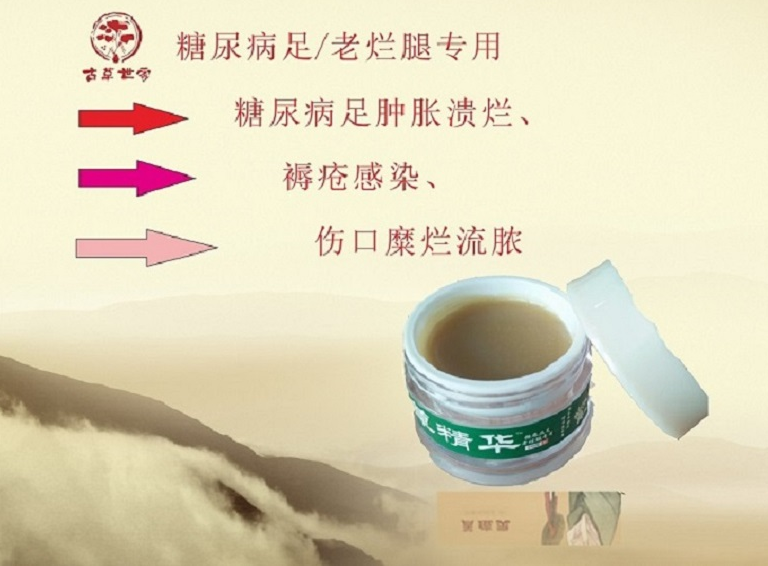 糖尿病足/老烂腿专用
古草世家
糖尿病足肿胀溃烂、
褥疮感染、
伤口糜烂流脓
精华